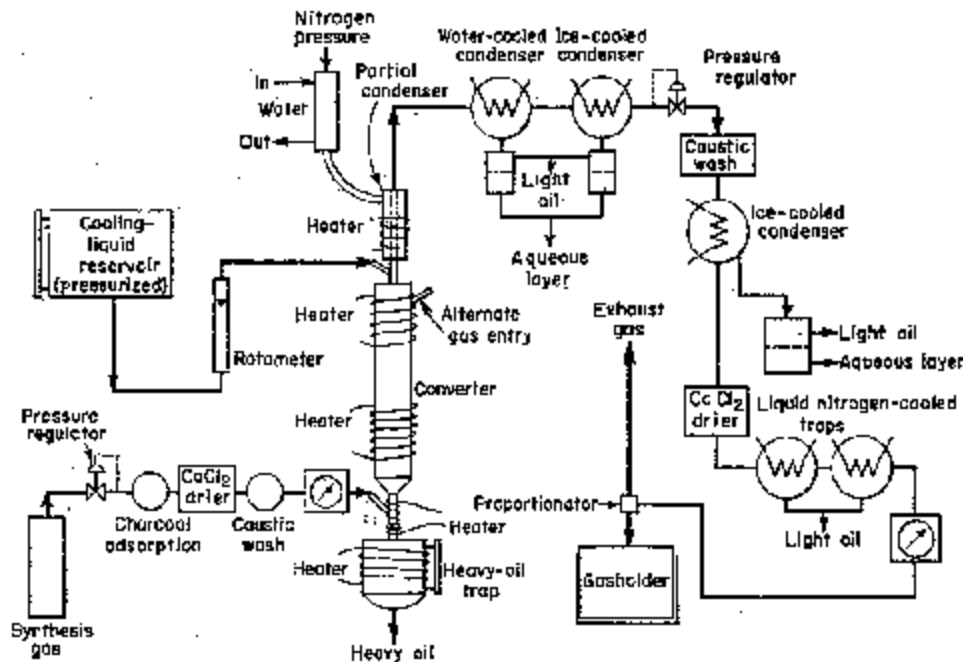 Nitrogen
pressure
In
Water
Out
Partial
condenser
Water-cooled
condenser
Ice-cooled
condenser
Pressure
regulator
Caustic
wash
Light
oil
Aqueous
layer
Ice-cooled
condenser
Heater
Cooling-
liquid
reservoir
(pressurized)
Rotameter
Heater
Alternate
gas entry
Exhaust
gas
Light oil
Aqueous layer
Converter
CaCl2
drier
Liquid nitrogen-cooled
traps
Heater
Pressure
regulator
CaCl2
drier
Charcoal
adsorption
Caustic
wash
Heater
Proportionator
Light oil
Heater
Heavy-oil
trap
Gasholder
Synthesis
gas
Heavy oil